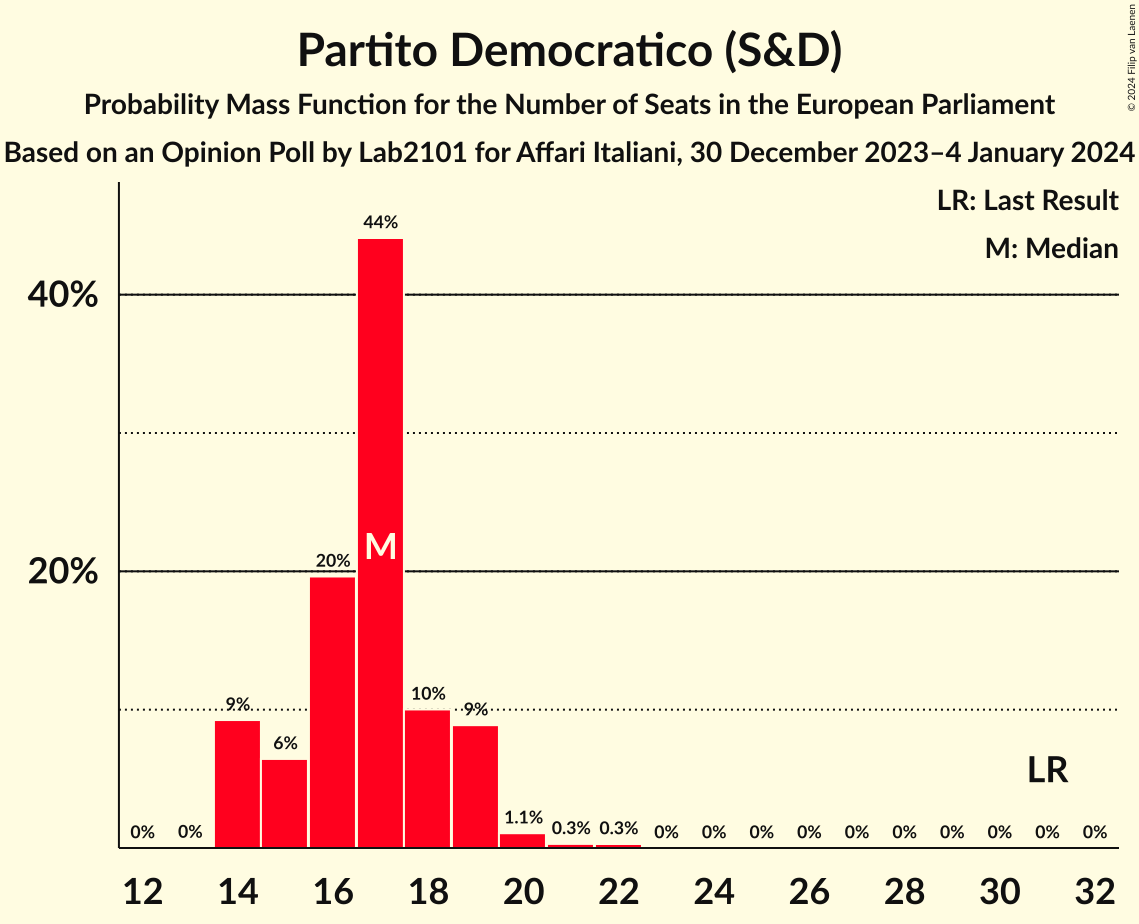 Partito Democratico (S&D)
Probability Mass Function for the Number of Seats in the European Parliament
Based on an Opinion Poll by Lab2101 for Affari Italiani, 30 December 2023–4 January 2024
© 2024 Filip van Laenen
LR: Last Result
M: Median
44%
40%
M
20%
20%
10%
9%
9%
6%
LR
1.1%
0.3% 0.3%
0% 0% 0% 0% 0% 0% 0% 0% 0% 0% 0% 0%
12 14 16 18 20 22 24 26 28 30 32